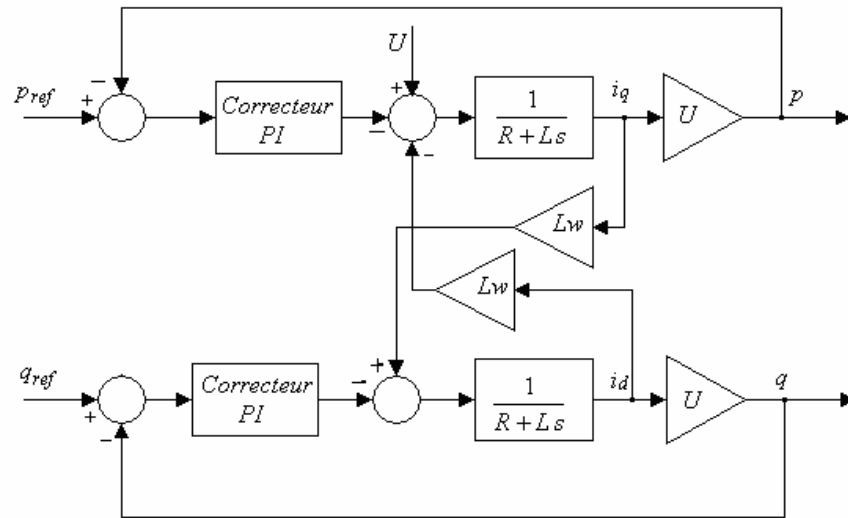 U
p_ref
+
−
Correcteur
PI
−
+
-
1
R + Ls
i_q
U
p
Lw
Lw
q_ref
+
−
Correcteur
PI
−
+
1
R + Ls
i_d
U
q